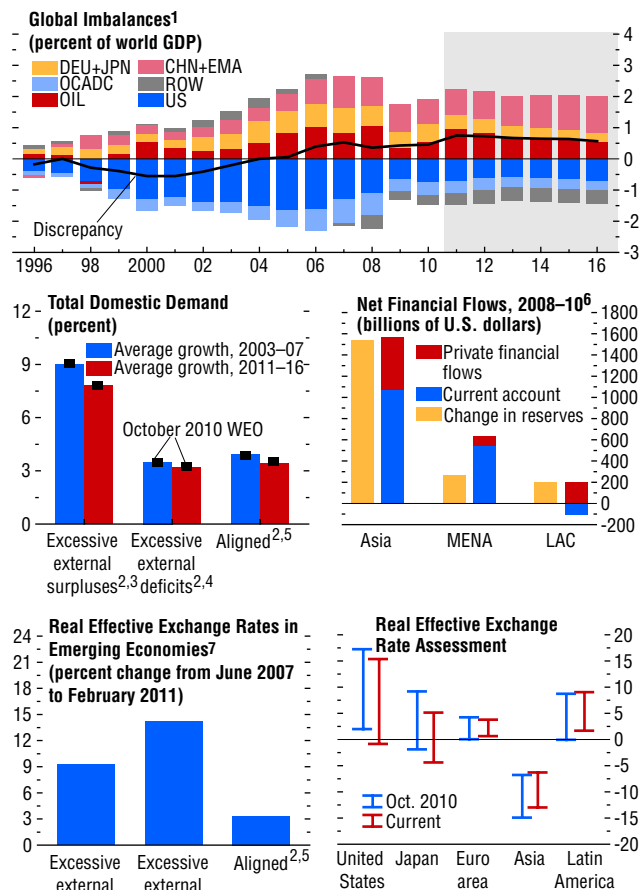 Global Imbalances1
(percent of world GDP)
DEU+JPN
CHN+EMA
OCADC
ROW
OIL
US
4
3
2
1
0
-1
-2
-3
Discrepancy
1996 98 2000 02 04 06 08 10 12 14 16
Total Domestic Demand
(percent)
12
9
6
3
0
Average growth, 2003–07
Average growth, 2011–16
October 2010 WEO
Excessive external surpluses2,3
Excessive external deficits2,4
Aligned2,5
Net Financial Flows, 2008–106
(billions of U.S. dollars)
1800
1600
1400
1200
1000
800
600
400
200
0
-200
Private financial flows
Current account
Change in reserves
Asia MENA LAC
Real Effective Exchange Rates in
Emerging Economies7
(percent change from June 2007
to February 2011)
24
21
18
15
12
9
6
3
0
Excessive external
Excessive external
Aligned2,5
Real Effective Exchange
Rate Assessment
20
15
10
5
0
-5
-10
-15
-20
Oct. 2010
Current
United States
Japan
Euro area
Asia
Latin America